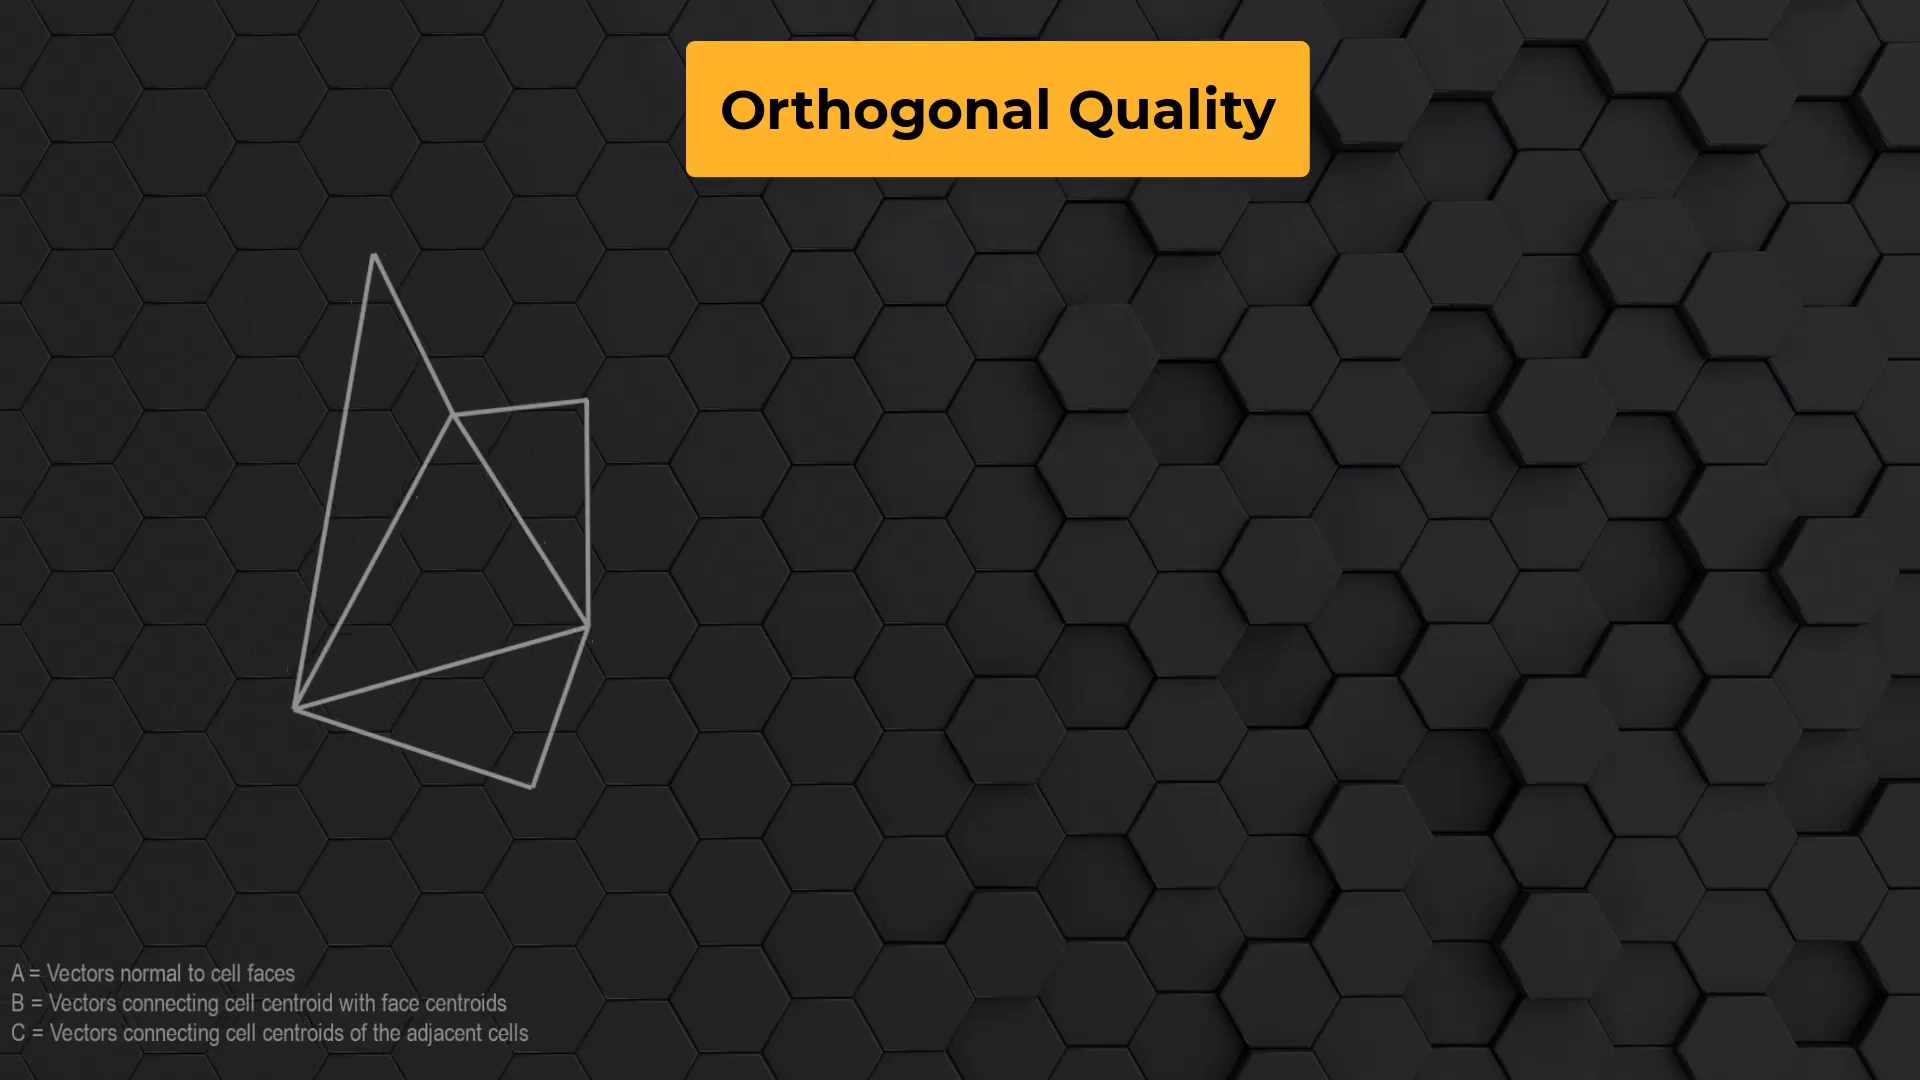 Orthogonal Quality
A = Vectors normal to cell faces
B = Vectors connecting cell centroid with face centroids
C = Vectors connecting cell centroids of the adjacent cells